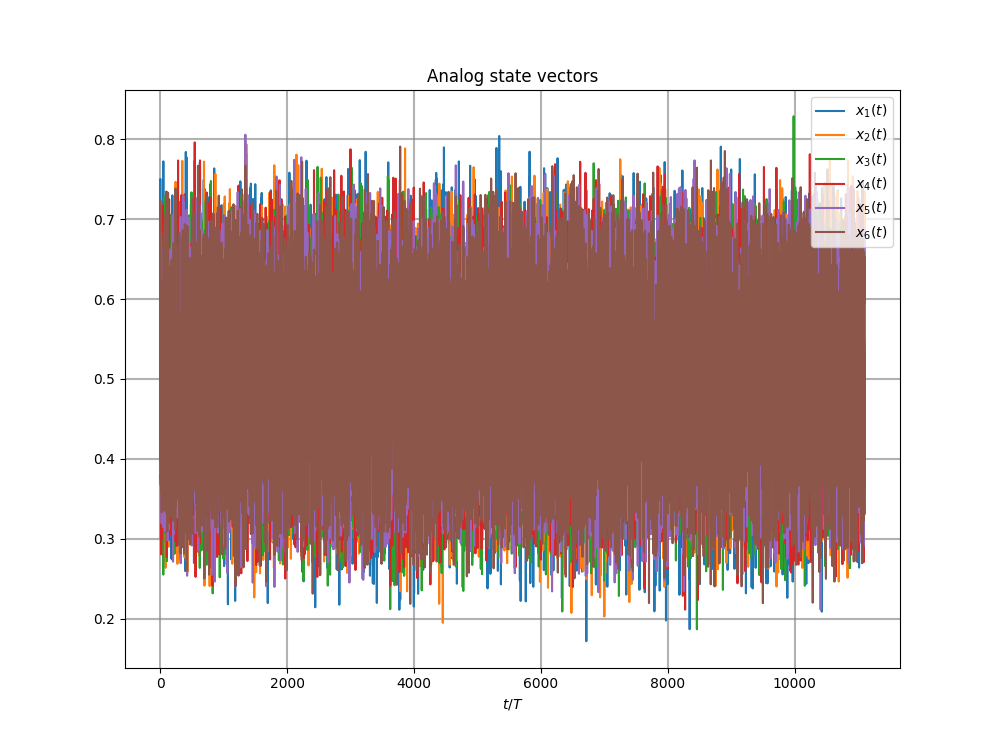 Analog state vectors
0.8
0.7
0.6
0.5
0.4
0.3
0.2
0 2000 4000 6000 8000 10000
t/T
x₁(t)
x₂(t)
x₃(t)
x₄(t)
x₅(t)
x₆(t)